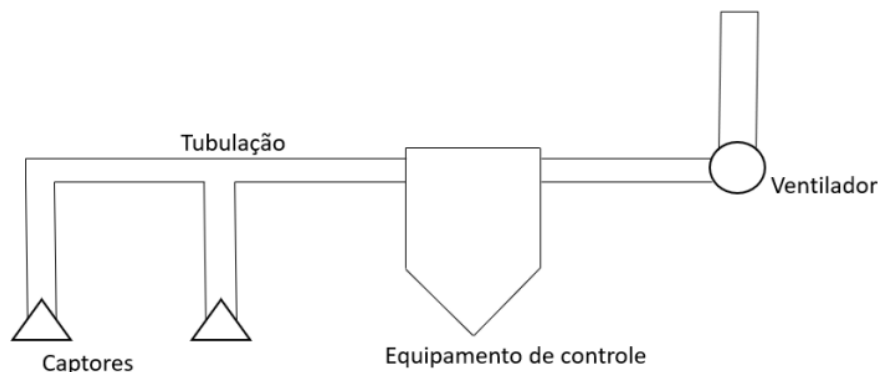 Tubulação
Ventilador
Captores
Equipamento de controle